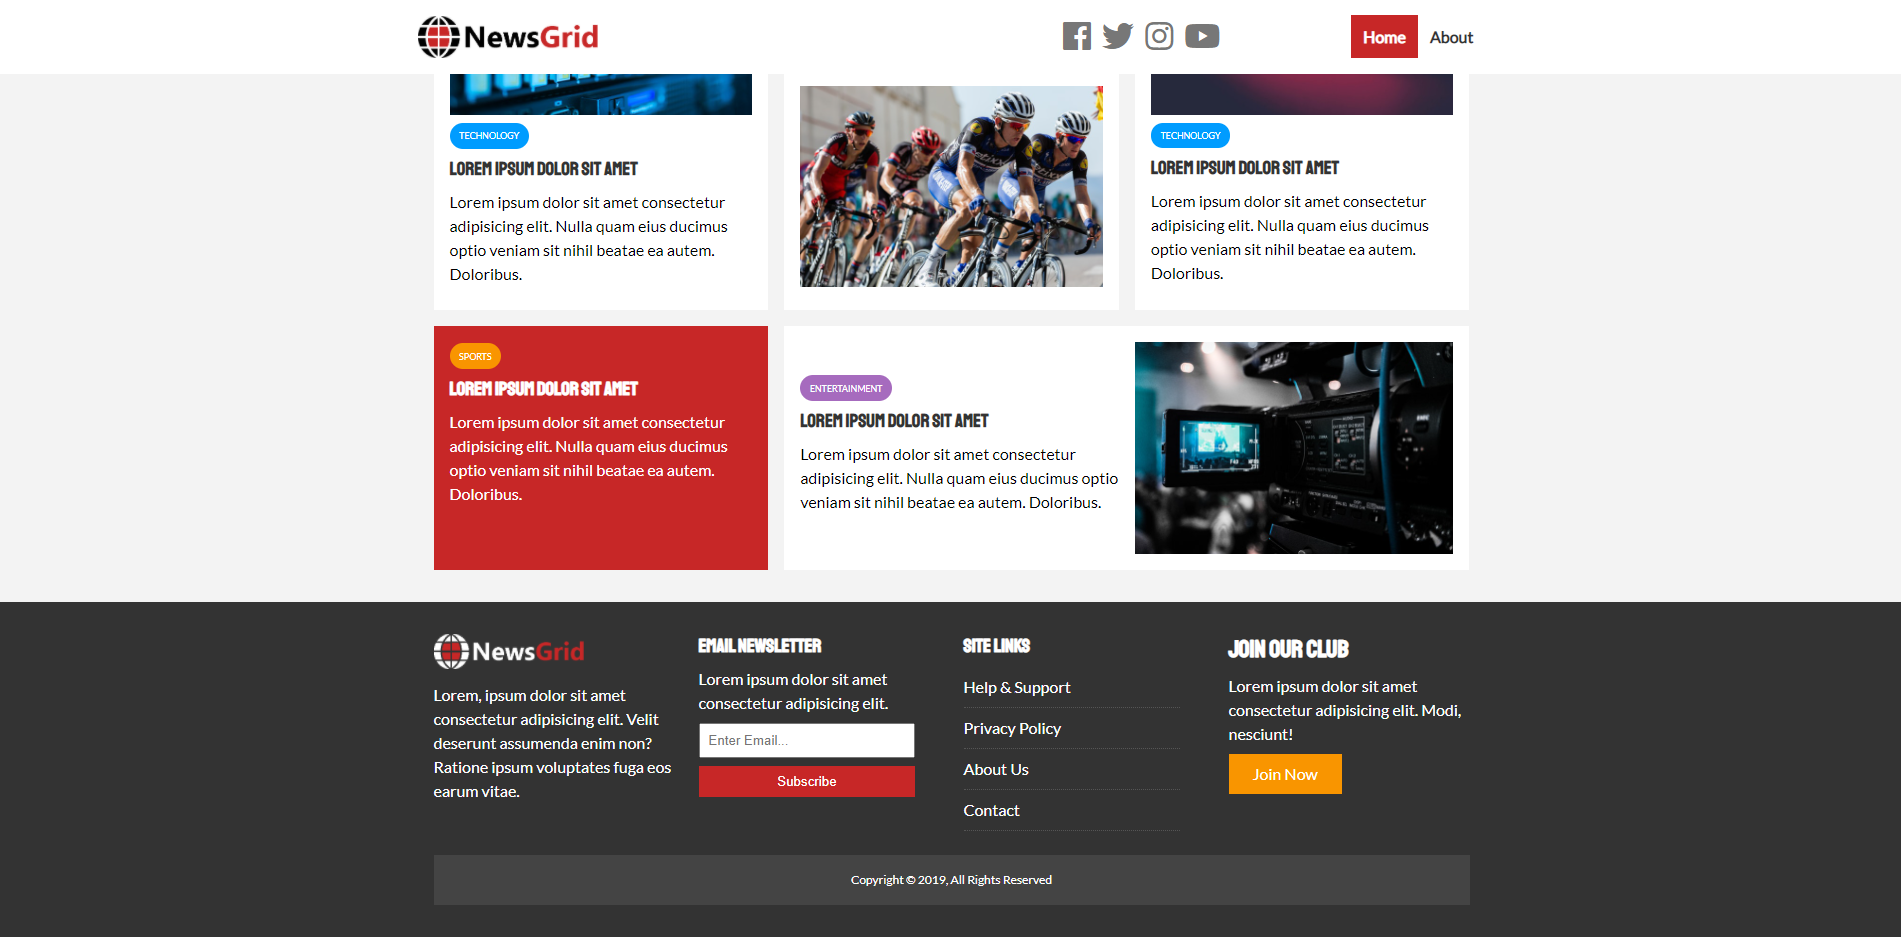 NewsGrid
Home
About
TECHNOLOGY
LOREM IPSUM DOLOR SIT AMET
Lorem ipsum dolor sit amet consectetur
adipisicing elit. Nulla quam eius ducimus
optio veniam sit nihil beatae ea autem.
Doloribus.
TECHNOLOGY
LOREM IPSUM DOLOR SIT AMET
Lorem ipsum dolor sit amet consectetur
adipisicing elit. Nulla quam eius ducimus
optio veniam sit nihil beatae ea autem.
Doloribus.
SPORTS
LOREM IPSUM DOLOR SIT AMET
Lorem ipsum dolor sit amet consectetur
adipisicing elit. Nulla quam eius ducimus
optio veniam sit nihil beatae ea autem.
Doloribus.
ENTERTAINMENT
LOREM IPSUM DOLOR SIT AMET
Lorem ipsum dolor sit amet consectetur
adipisicing elit. Nulla quam eius ducimus optio
veniam sit nihil beatae ea autem. Doloribus.
NewsGrid
Lorem, ipsum dolor sit amet
consectetur adipisicing elit. Velit
deserunt assumenda enim non?
Ratione ipsum voluptates fuga eos
earum vitae.
EMAIL NEWSLETTER
Lorem ipsum dolor sit amet
consectetur adipisicing elit.
Enter Email...
Subscribe
SITE LINKS
Help & Support
Privacy Policy
About Us
Contact
JOIN OUR CLUB
Lorem ipsum dolor sit amet
consectetur adipisicing elit. Modi,
nesciunt!
Join Now
Copyright © 2019, All Rights Reserved